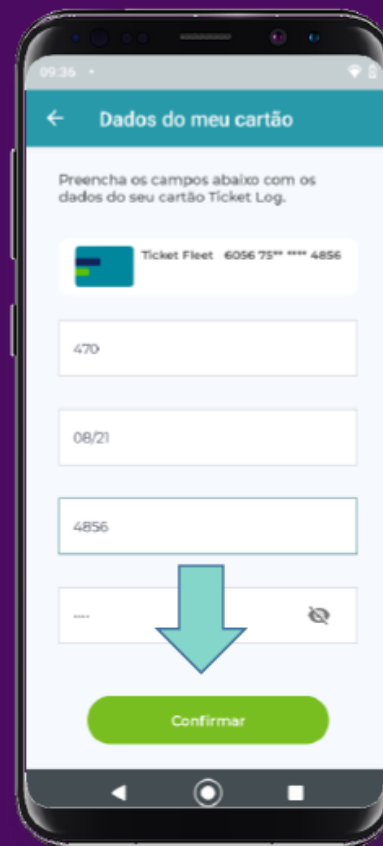 09:36
Dados do meu cartão
Preencha os campos abaixo com os
dados do seu cartão Ticket Log.
Ticket Fleet 6056 75** **** 4856
470
08/21
4856
----
Confirmar